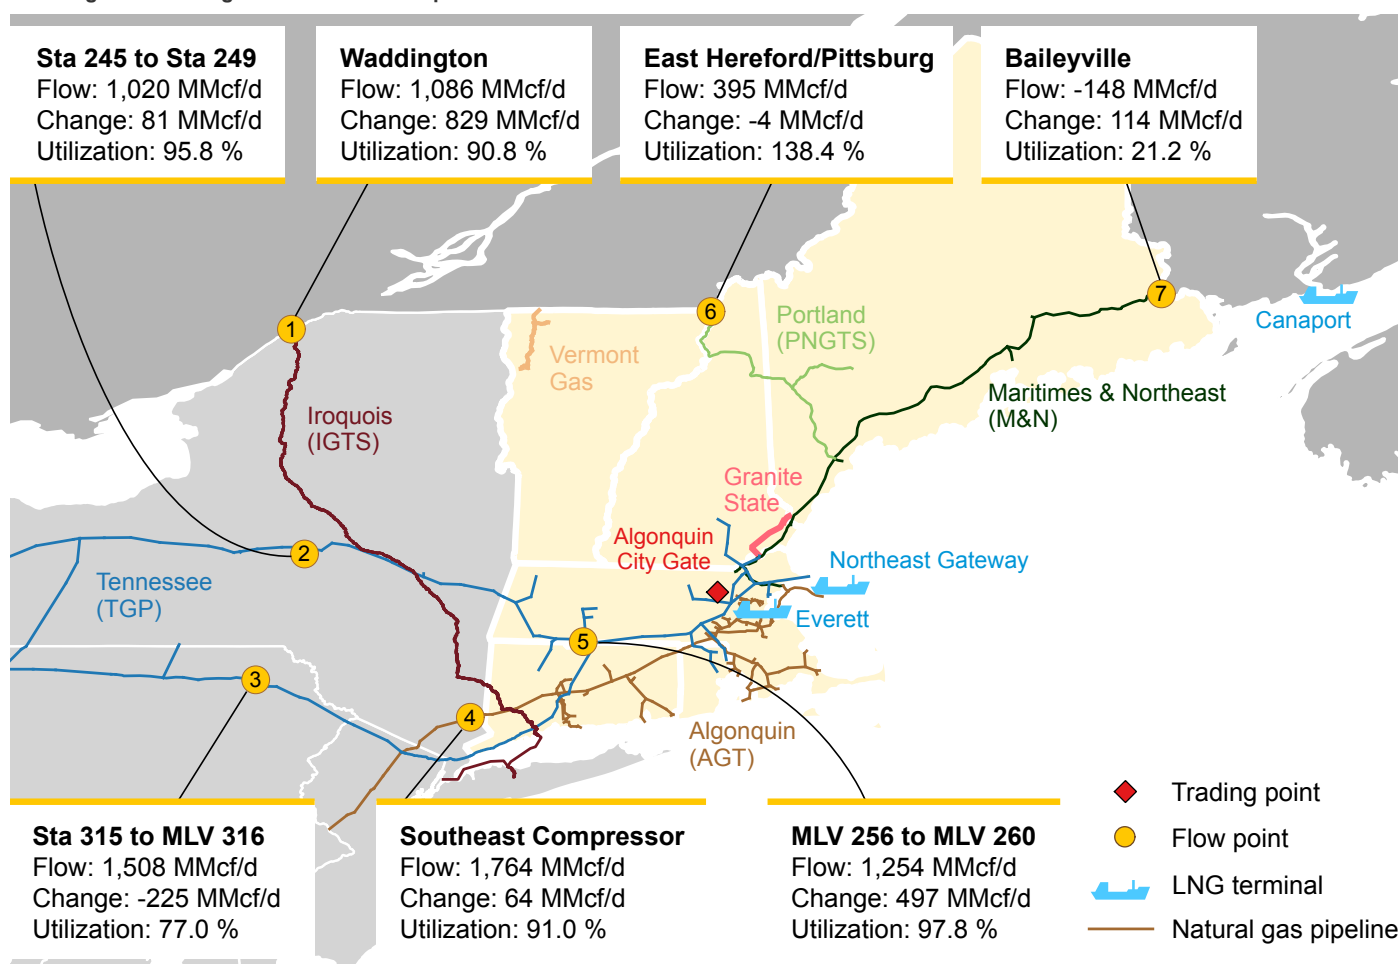 Sta 245 to Sta 249
Flow: 1,020 MMcf/d
Change: 81 MMcf/d
Utilization: 95.8 %
Waddington
Flow: 1,086 MMcf/d
Change: 829 MMcf/d
Utilization: 90.8 %
East Hereford/Pittsburg
Flow: 395 MMcf/d
Change: -4 MMcf/d
Utilization: 138.4 %
Baileyville
Flow: -148 MMcf/d
Change: 114 MMcf/d
Utilization: 21.2 %
1
6
7
Canaport
Portland
(PNGTS)
Vermont
Gas
Maritimes & Northeast
(M&N)
Iroquois
(IGTS)
Granite
State
Algonquin
City Gate
2
Northeast Gateway
Tennessee
(TGP)
Everett
5
3
4
Algonquin
(AGT)
Sta 315 to MLV 316
Flow: 1,508 MMcf/d
Change: -225 MMcf/d
Utilization: 77.0 %
Southeast Compressor
Flow: 1,764 MMcf/d
Change: 64 MMcf/d
Utilization: 91.0 %
MLV 256 to MLV 260
Flow: 1,254 MMcf/d
Change: 497 MMcf/d
Utilization: 97.8 %
Trading point
Flow point
LNG terminal
Natural gas pipeline